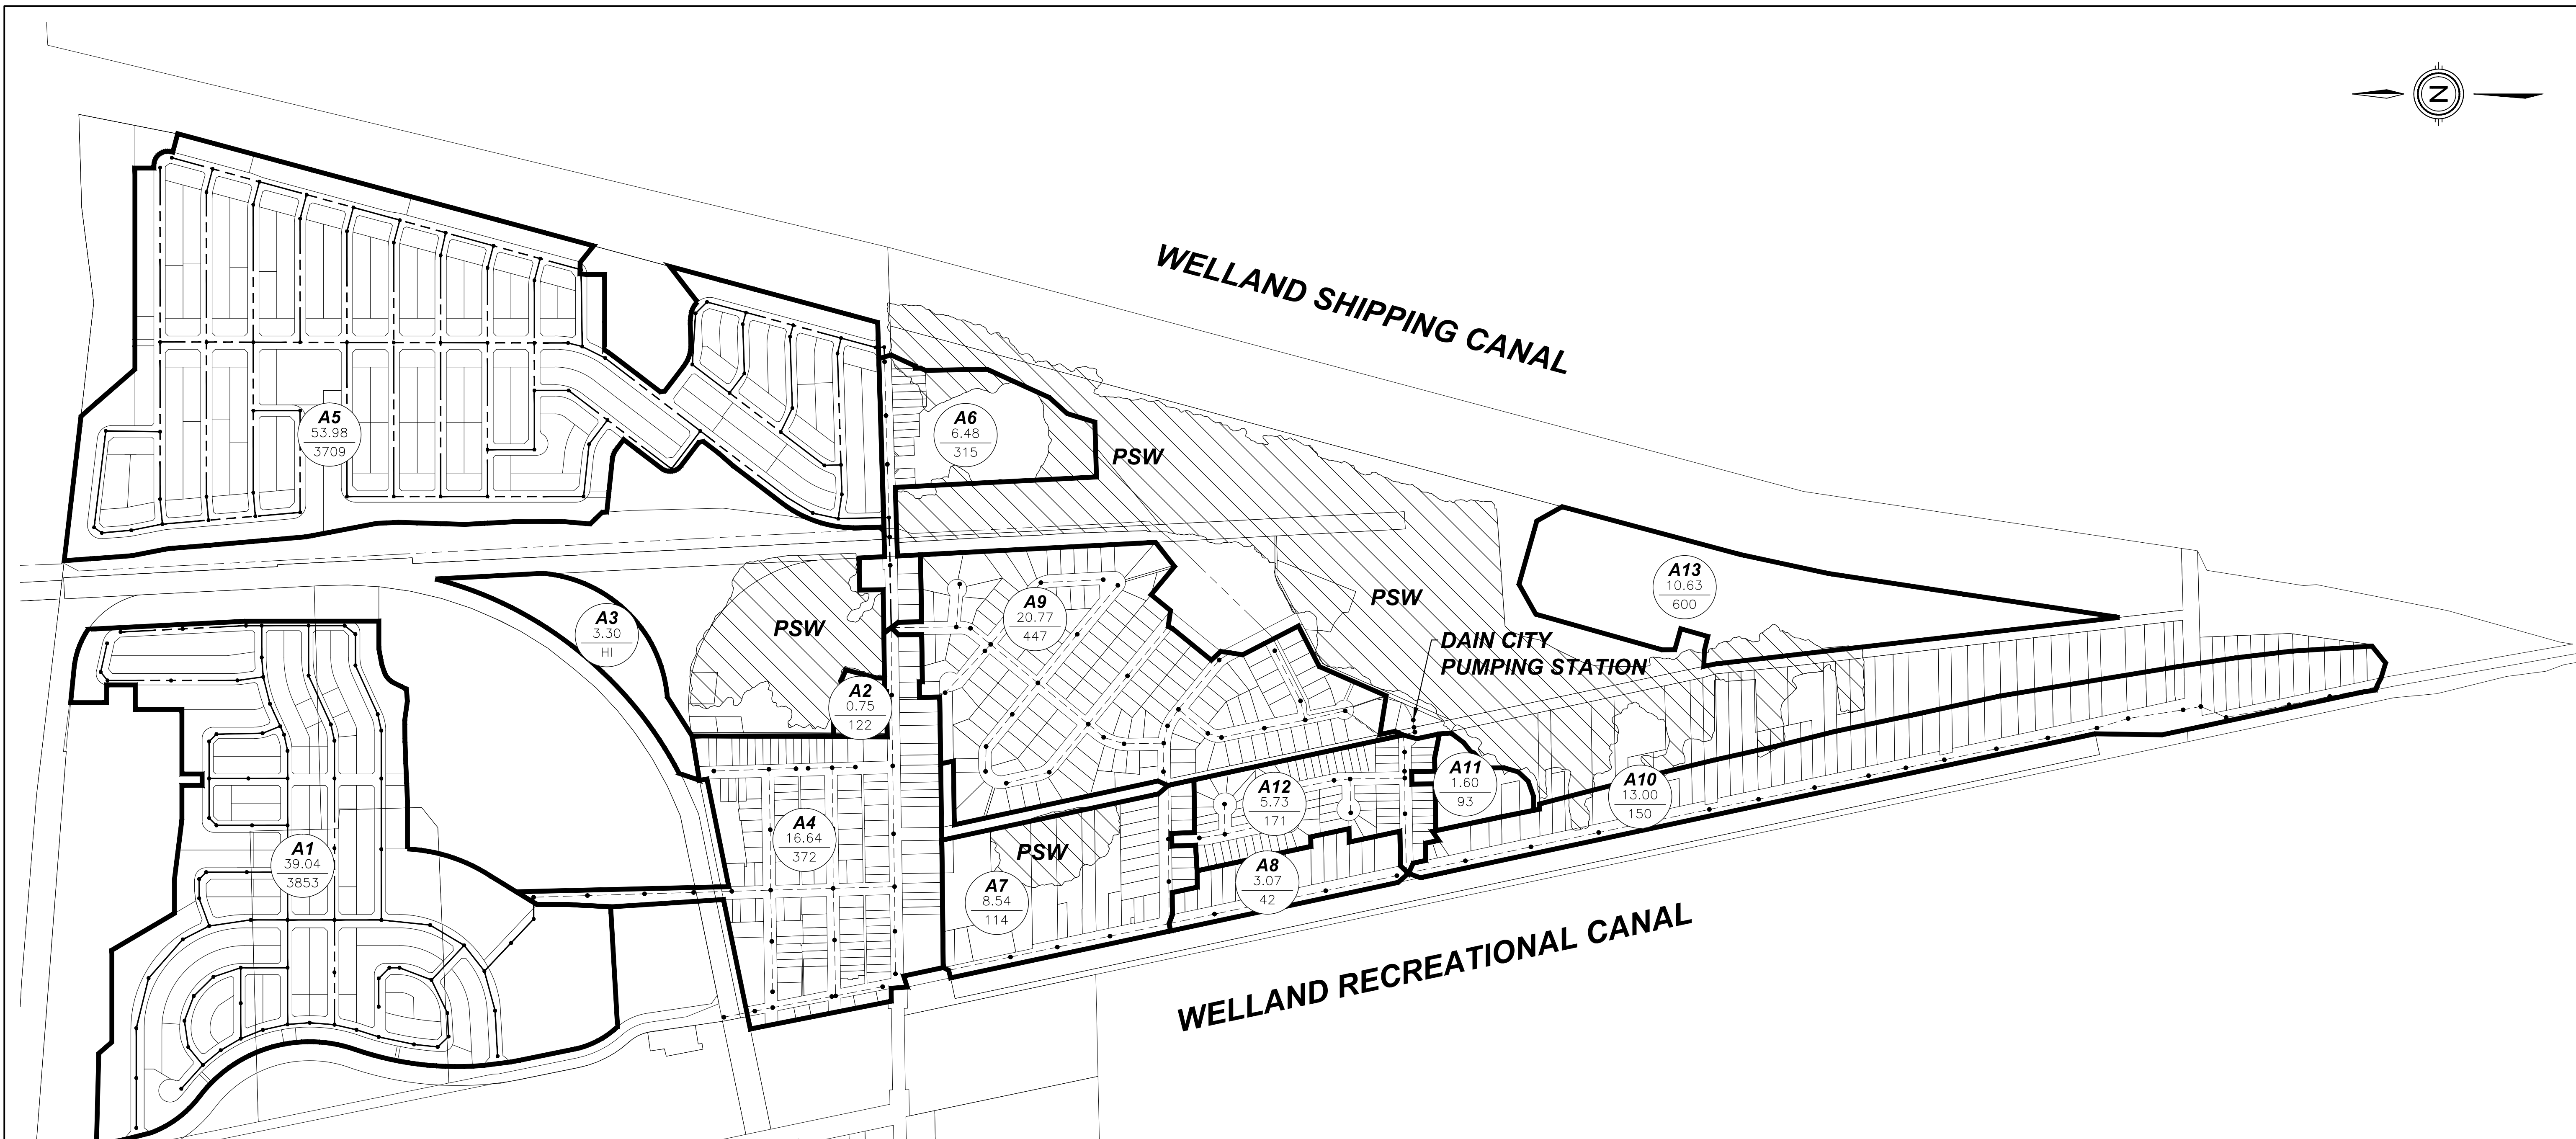 N
WELLAND SHIPPING CANAL
A5
53.98
3709
A6
6.48
315
PSW
A13
10.63
600
PSW
A3
3.30
HI
PSW
A9
20.77
447
DAIN CITY
PUMPING STATION
A2
0.75
122
A11
1.60
93
A10
13.00
150
A12
5.73
171
A4
16.64
372
A1
39.04
3853
PSW
A7
8.54
114
A8
3.07
42
WELLAND RECREATIONAL CANAL